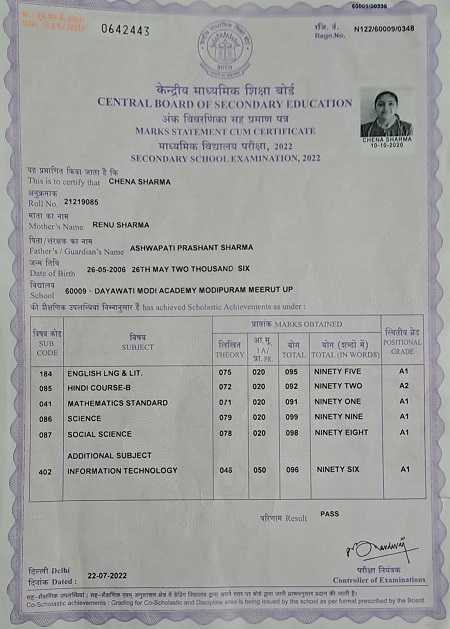 60009/0098
0642443
रजि. सं.
Regn.No. N122/60009/0348
केन्द्रीय माध्यमिक शिक्षा बोर्ड
CENTRAL BOARD OF SECONDARY EDUCATION
अंक विवरणिका सह प्रमाण पत्र
MARKS STATEMENT CUM CERTIFICATE
माध्यमिक विद्यालय परीक्षा, 2022
SECONDARY SCHOOL EXAMINATION, 2022
CHENA SHARMA
10-10-2020
यह प्रमाणित किया जाता है कि
This is to certify that CHENA SHARMA
अनुक्रमांक
Roll No. 21219085
माता का नाम
Mother's Name RENU SHARMA
पिता/संरक्षक का नाम
Father's / Guardian's Name ASHWAPATI PRASHANT SHARMA
जन्म तिथि
Date of Birth 26-05-2006 26TH MAY TWO THOUSAND SIX
विद्यालय
School 60009 - DAYAWATI MODI ACADEMY MODIPURAM MEERUT UP
की शैक्षणिक उपलब्धियां निम्नानुसार हैं has achieved Scholastic Achievements as under :
विषय कोड SUB. CODE
विषय SUBJECT
प्राप्तांक MARKS OBTAINED
लिखित THEORY
आ.मू. IA/ प्रा. PR.
योग TOTAL
योग (शब्दों में) TOTAL (IN WORDS)
स्थितीय ग्रेड POSITIONAL GRADE
184 ENGLISH LNG & LIT. 075 020 095 NINETY FIVE A1
085 HINDI COURSE-B 072 020 092 NINETY TWO A2
041 MATHEMATICS STANDARD 071 020 091 NINETY ONE A1
086 SCIENCE 079 020 099 NINETY NINE A1
087 SOCIAL SCIENCE 078 020 098 NINETY EIGHT A1
ADDITIONAL SUBJECT
402 INFORMATION TECHNOLOGY 046 050 096 NINETY SIX A1
परिणाम Result PASS
दिल्ली Delhi
दिनांक Dated : 22-07-2022
परीक्षा नियंत्रक
Controller of Examinations
Co-Scholastic achievements : Grading for Co-Scholastic and Discipline area is being issued by the school as per format prescribed by the Board.